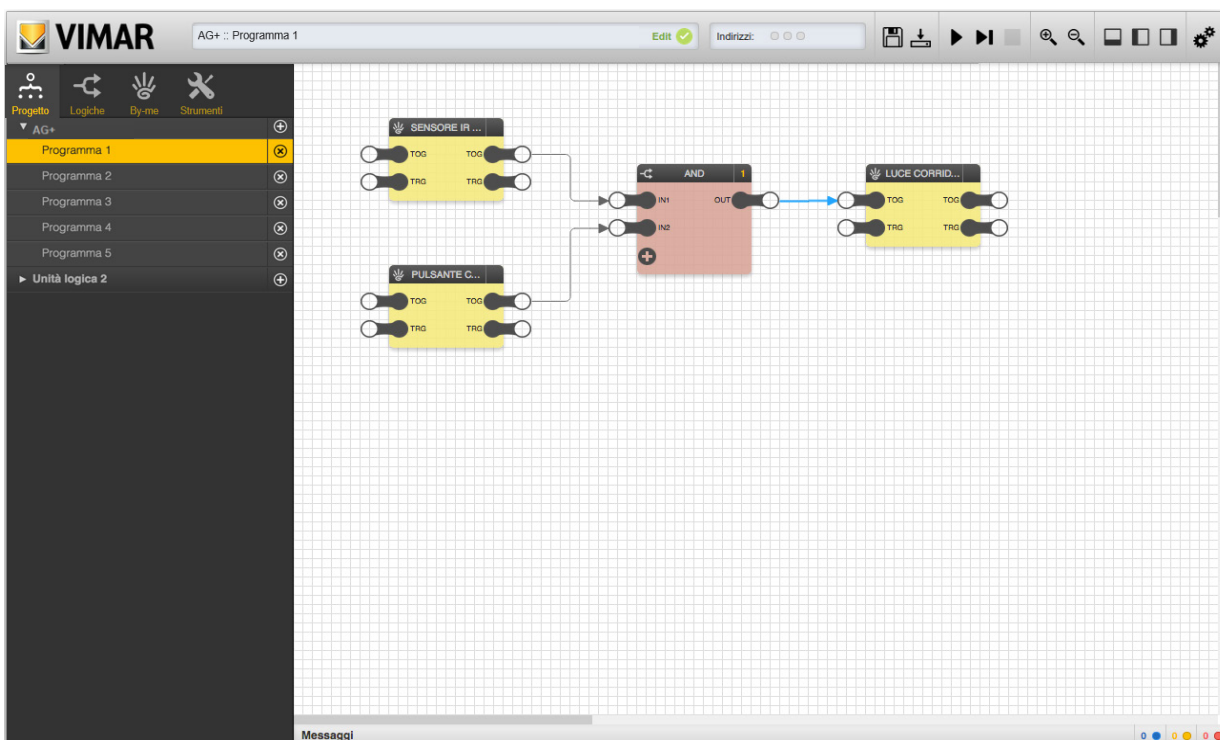 VIMAR
AG+ :: Programma 1
Edit
Indirizzi:
Progetto
Logiche
By-me
Strumenti
AG+
Programma 1
Programma 2
Programma 3
Programma 4
Programma 5
Unità logica 2
SENSORE IR ...
TOG TOG
TRG TRG
AND 1
IN1 OUT
IN2
LUCE CORRID...
TOG TOG
TRG TRG
PULSANTE C...
TOG TOG
TRG TRG
Messaggi
0 0 0